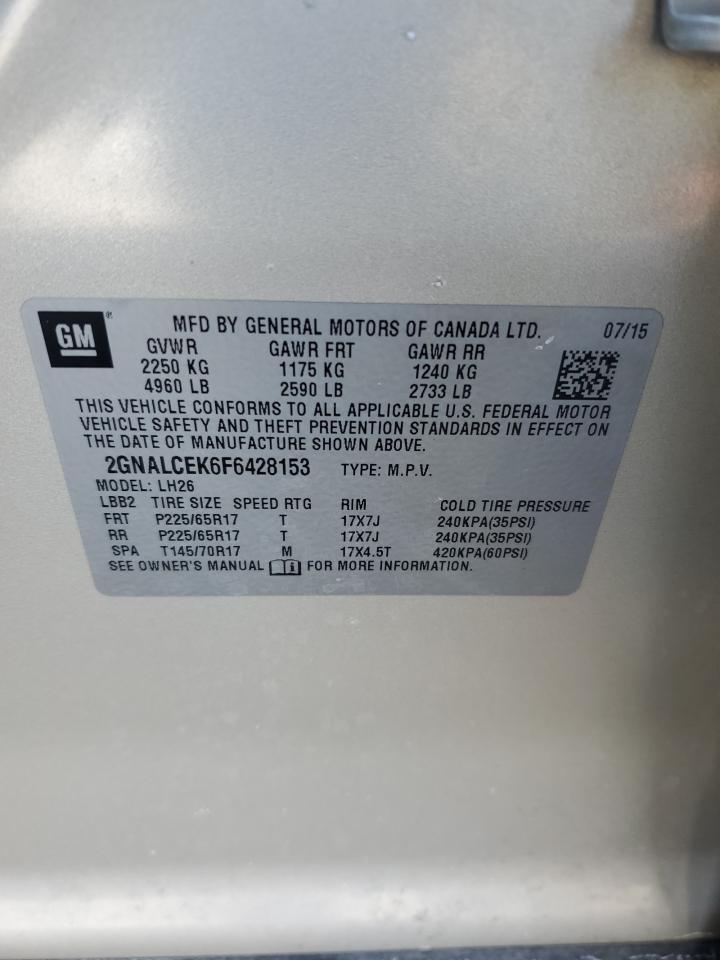 GM ®
MFD BY GENERAL MOTORS OF CANADA LTD. 07/15
GVWR GAWR FRT GAWR RR
2250 KG 1175 KG 1240 KG
4960 LB 2590 LB 2733 LB
THIS VEHICLE CONFORMS TO ALL APPLICABLE U.S. FEDERAL MOTOR
VEHICLE SAFETY AND THEFT PREVENTION STANDARDS IN EFFECT ON
THE DATE OF MANUFACTURE SHOWN ABOVE.
2GNALCEK6F6428153 TYPE: M.P.V.
MODEL: LH26
LBB2 TIRE SIZE SPEED RTG RIM COLD TIRE PRESSURE
FRT P225/65R17 T 17X7J 240KPA(35PSI)
RR P225/65R17 T 17X7J 240KPA(35PSI)
SPA T145/70R17 M 17X4.5T 420KPA(60PSI)
SEE OWNER'S MANUAL FOR MORE INFORMATION.